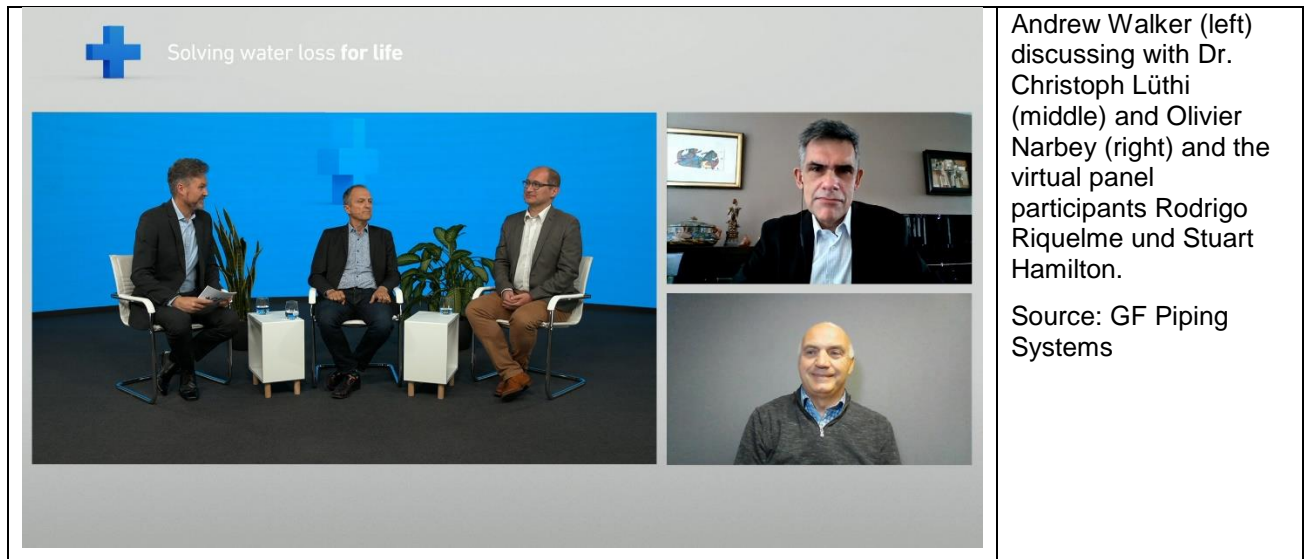 Solving water loss for life
Andrew Walker (left)
discussing with Dr.
Christoph Lüthi
(middle) and Olivier
Narbey (right) and the
virtual panel
participants Rodrigo
Riquelme und Stuart
Hamilton.
Source: GF Piping
Systems